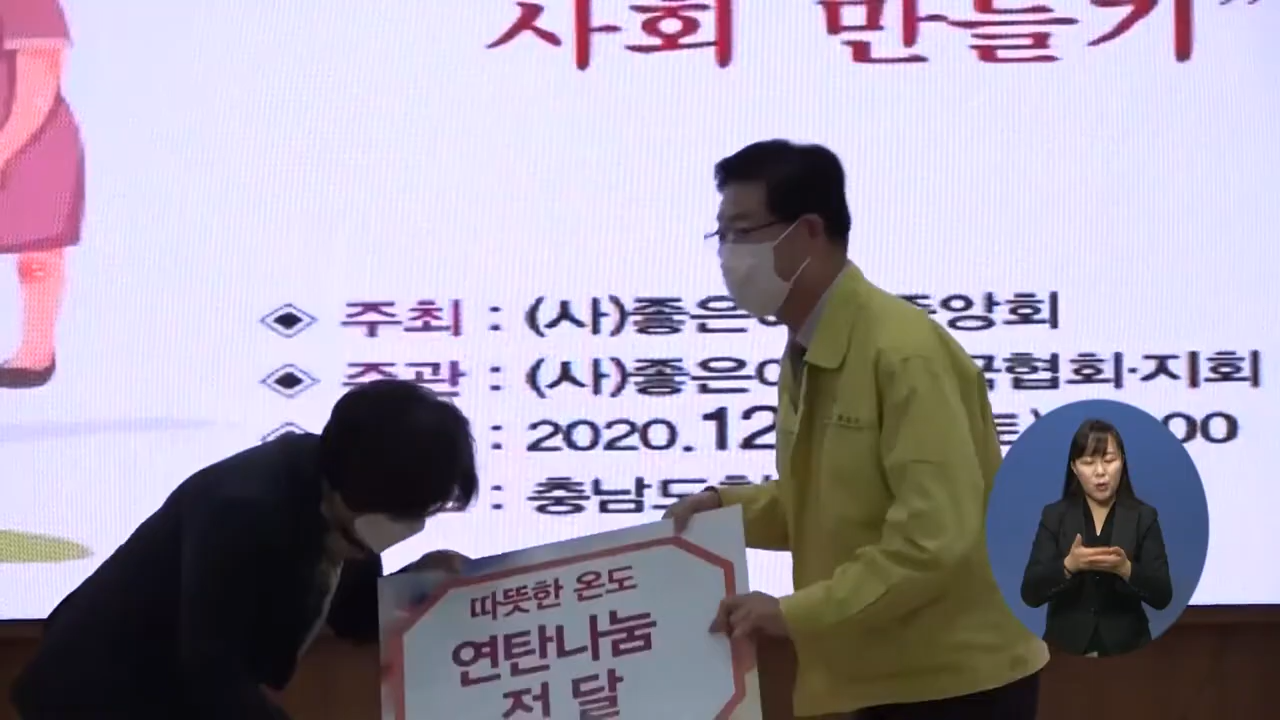 사회 만들기”
주최 : (사)좋은 중앙회
주관 : (사)좋은 협회·지회
: 2020.12 00
: 충남도청
따뜻한 온도
연탄나눔
전달